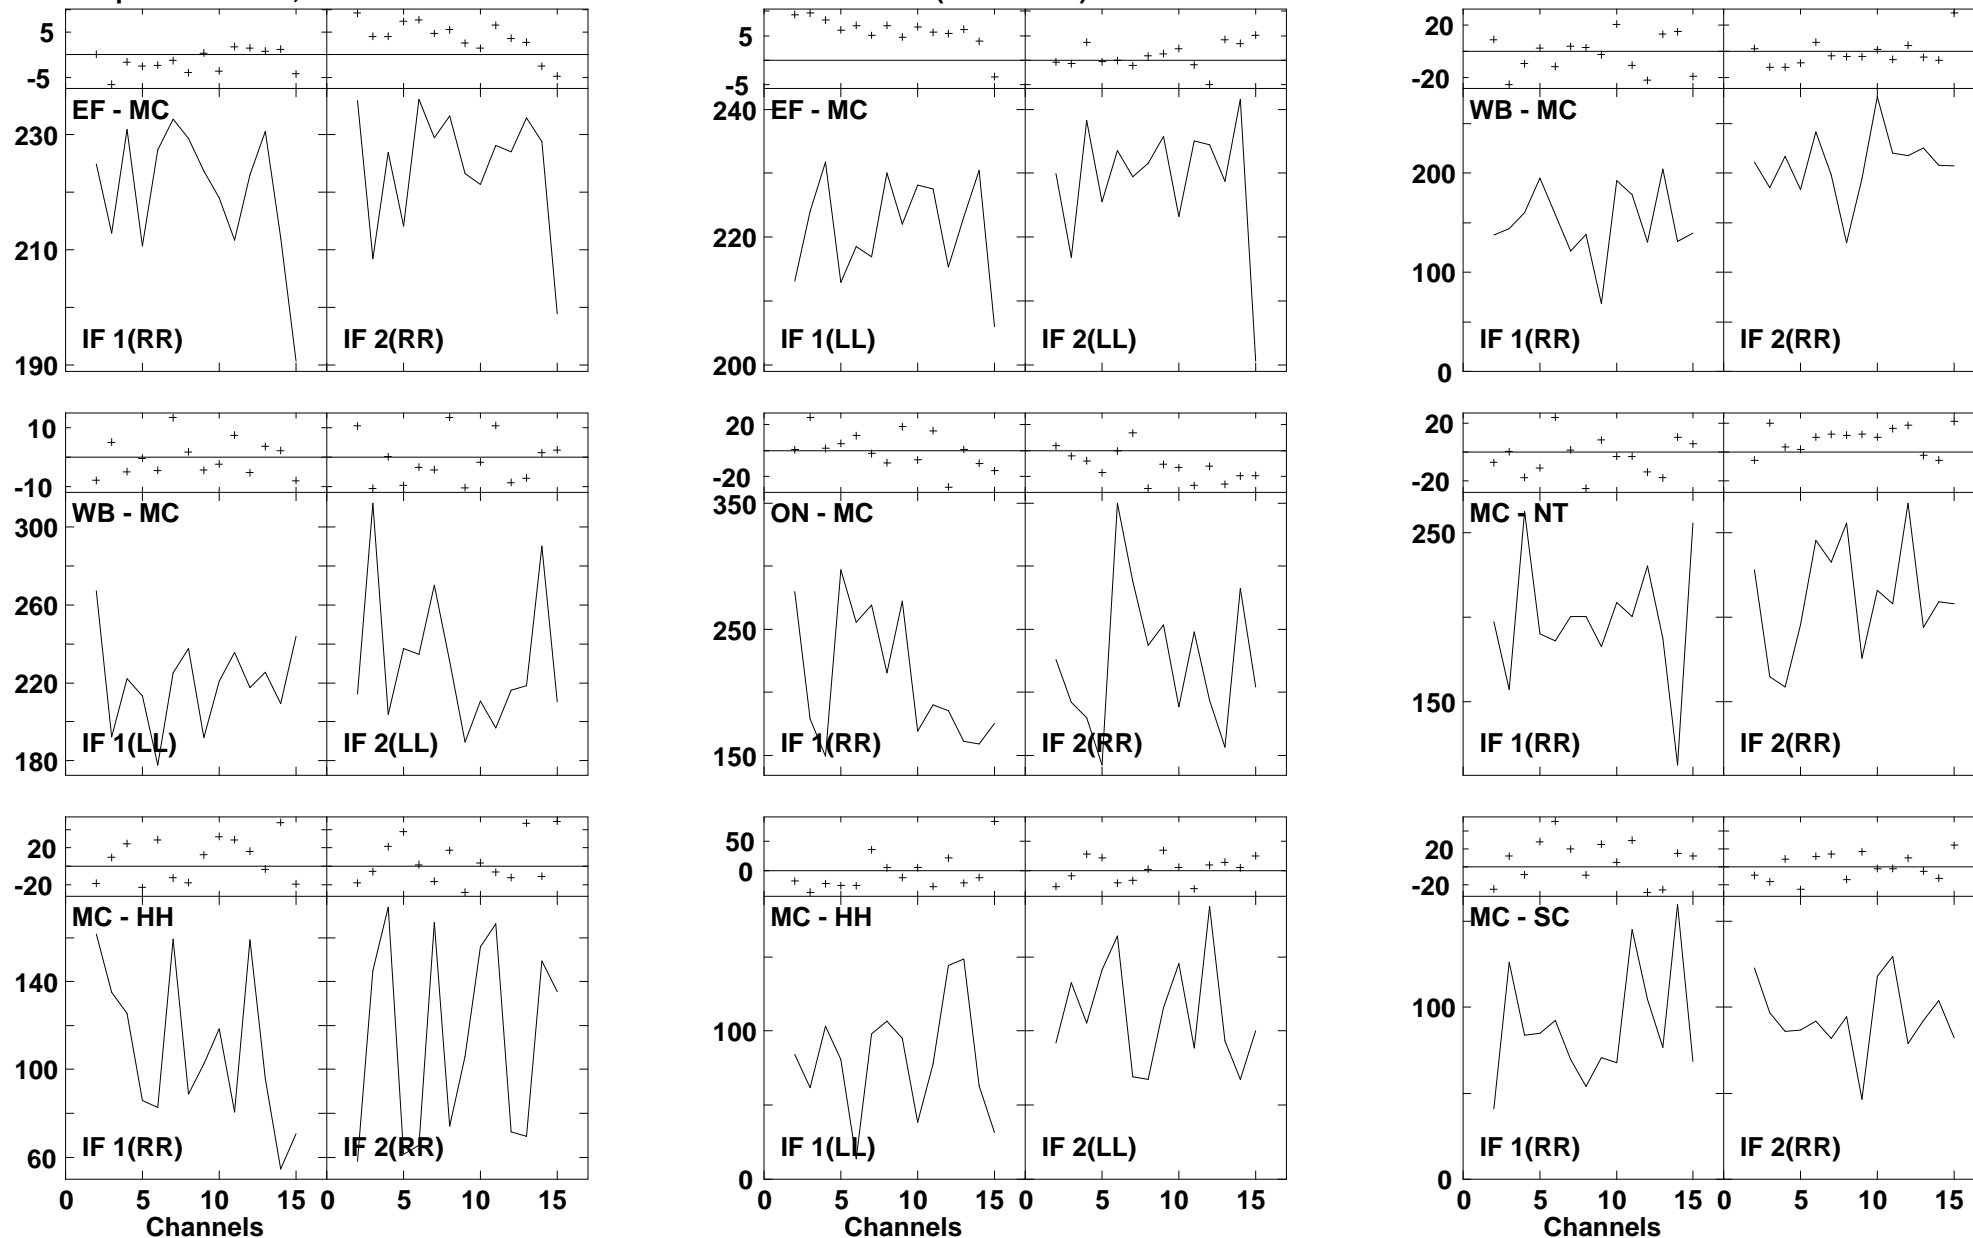 5 5 20
-5 -5 -20
EF - MC EF - MC WB - MC
230 240 200
210 220 100
IF 1(RR) IF 2(RR) IF 1(LL) IF 2(LL) IF 1(RR) IF 2(RR)
190 200 0
10 20 20
-10 -20 -20
WB - MC ON - MC MC - NT
300 350 250
260 250
220
IF 1(LL) IF 2(LL) IF 1(RR) IF 2(RR) IF 1(RR) IF 2(RR)
180 150 150
20 50 20
-20 0 -20
MC - HH MC - HH MC - SC
140 100 100
100
IF 1(RR) IF 2(RR) IF 1(LL) IF 2(LL) IF 1(RR) IF 2(RR)
60 0 0
0 5 10 15 0 5 10 15 0 5 10 15 0 5 10 15 0 5 10 15 0 5 10 15
Channels Channels Channels